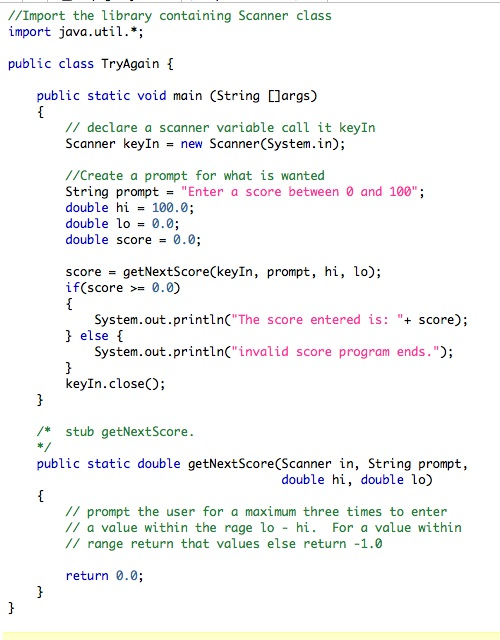 //Import the library containing Scanner class
import java.util.*;
public class TryAgain {
public static void main (String []args)
{
// declare a scanner variable call it keyIn
Scanner keyIn = new Scanner(System.in);
//Create a prompt for what is wanted
String prompt = "Enter a score between 0 and 100";
double hi = 100.0;
double lo = 0.0;
double score = 0.0;
score = getNextScore(keyIn, prompt, hi, lo);
if(score >= 0.0)
{
System.out.println("The score entered is: "+ score);
} else {
System.out.println("invalid score program ends.");
}
keyIn.close();
}
/*  stub getNextScore.
*/
public static double getNextScore(Scanner in, String prompt,
double hi, double lo)
{
// prompt the user for a maximum three times to enter
// a value within the rage lo - hi.  For a value within
// range return that values else return -1.0
return 0.0;
}
}